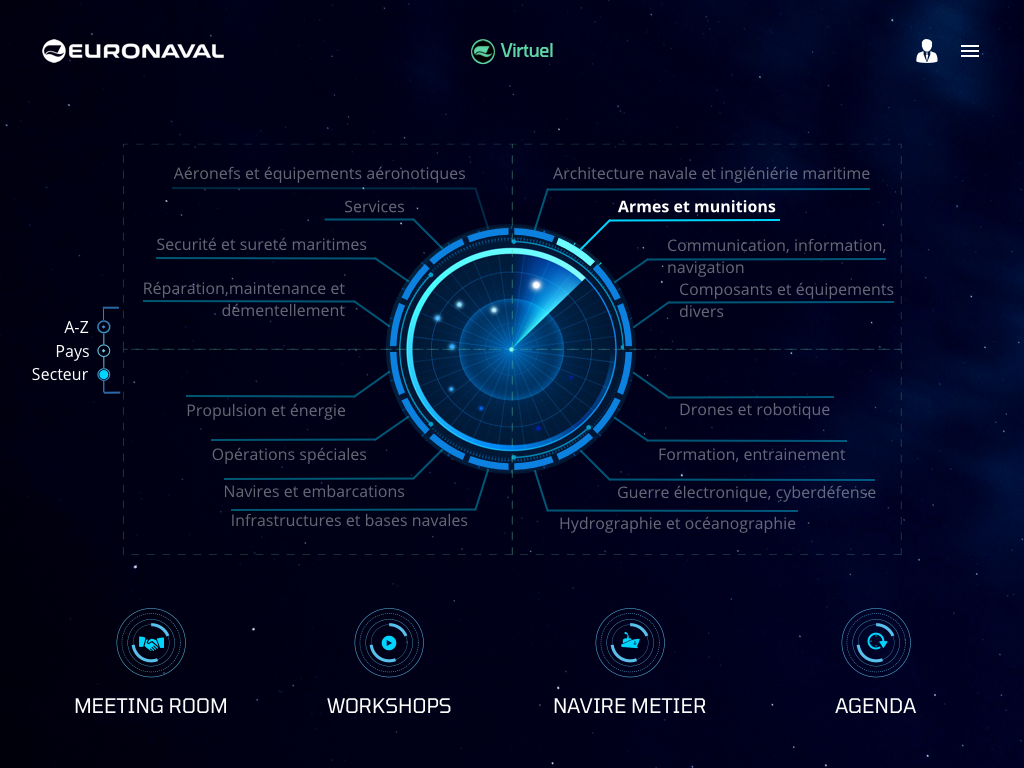 EURONAVAL
Virtuel
Aéronefs et équipements aéronotiques
Architecture navale et ingiéniérie maritime
Services
Armes et munitions
Securité et sureté maritimes
Communication, information,
navigation
Réparation,maintenance et
démentellement
Composants et équipements
divers
A-Z
Pays
Secteur
Propulsion et énergie
Drones et robotique
Opérations spéciales
Formation, entrainement
Navires et embarcations
Guerre électronique, cyberdéfense
Infrastructures et bases navales
Hydrographie et océanographie
MEETING ROOM
WORKSHOPS
NAVIRE METIER
AGENDA